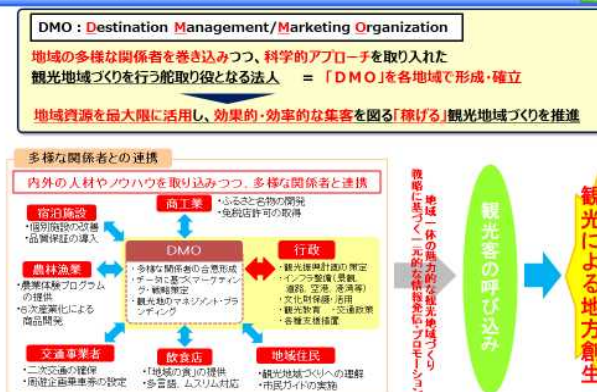 DMO：Destination Management/Marketing Organization
地域の多様な関係者を巻き込みつつ、科学的アプローチを取り入れた
観光地域づくりを行う舵取り役となる法人　＝　「DMO」を各地域で形成・確立
地域資源を最大限に活用し、効果的・効率的な集客を図る「稼げる」観光地域づくりを推進
多様な関係者との連携
内外の人材やノウハウを取り込みつつ、多様な関係者と連携
宿泊施設
・個別施設の改善
・品質保証の導入
商工業
・ふるさと名物の開発
・免税店許可の取得
農林漁業
・農業体験プログラム
の提供
・6次産業化による
商品開発
DMO
・多様な関係者の合意形成
・データに基づくマーケティン
グ・戦略策定
・観光地のマネジメント・ブラ
ンディング
行政
・観光振興計画の策定
・インフラ整備（景観、
道路、空港、港湾等）
・文化財保護・活用
・観光教育　・交通政策
・各種支援措置
交通事業者
・二次交通の確保
・周遊企画乗車券の設定
飲食店
・「地域の食」の提供
・多言語、ムスリム対応
地域住民
・観光地域づくりへの理解
・市民ガイドの実施
地域一体の魅力的な観光地域づくり
戦略に基づく一元的な情報発信・プロモーション
観光客の呼び込み
観光による地方創生